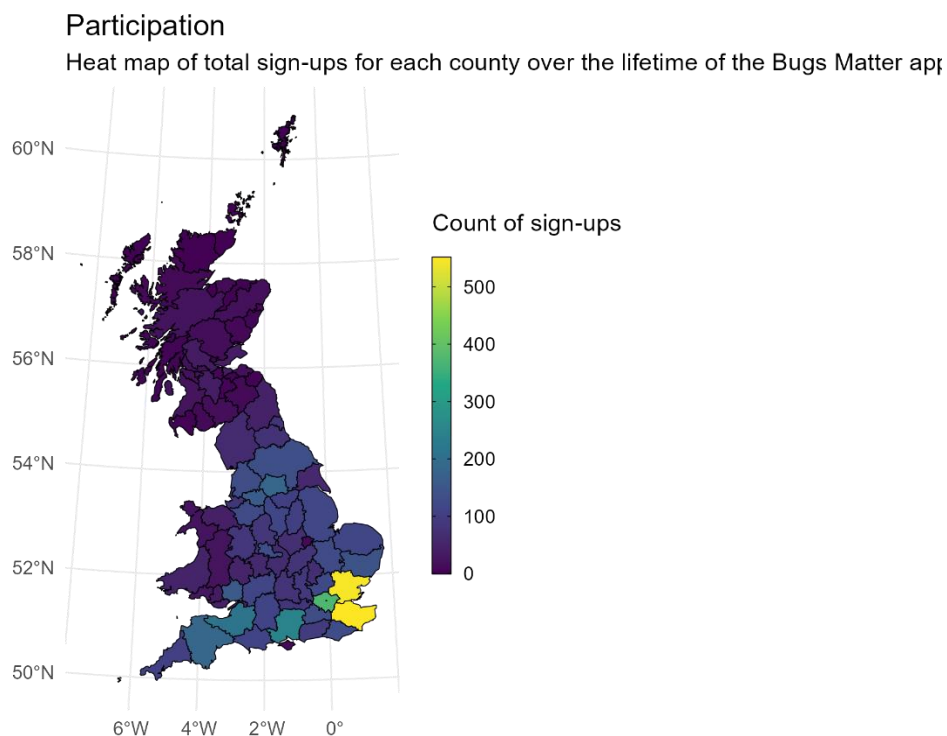 Participation
Heat map of total sign-ups for each county over the lifetime of the Bugs Matter app
60°N
58°N
56°N
54°N
52°N
50°N
6°W 4°W 2°W 0°
Count of sign-ups
500
400
300
200
100
0